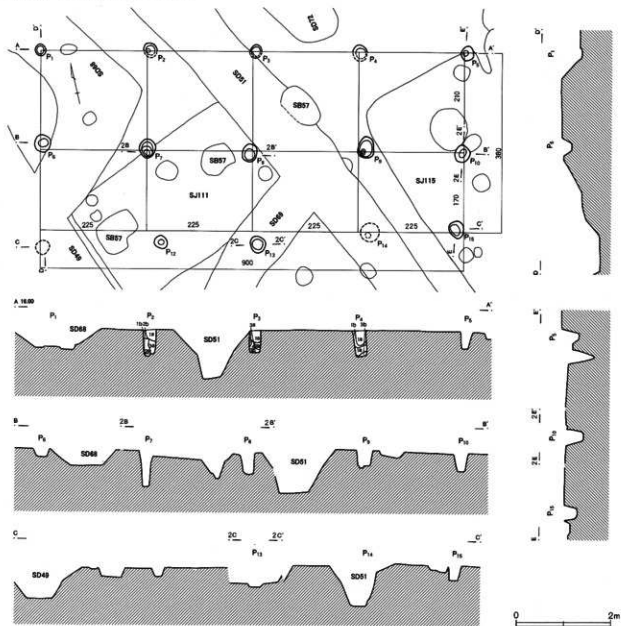 D' E' D'
A P1 P2 P3 P4 P5 A'
SD72
SD68 SD51 SB57
210
B P6 2B P7 SB57 2B' P8 P9 P10 B' 2E'
380
2E
SJ111 SJ115
170
225 225 SD69 225 225 P15 C'
C SD49 SB57 P12 2C P13 2C' P14 E
900
D
A P1 SD68 P2 SD51 P3 P4 P5 A'
B P6 SD68 2B P7 P8 2B' SD51 P9 P10 B'
C SD49 2C P13 2C' P14 SD51 P15 C'
D' P1 P6 D
E' P5 2E' P10 2E P15 E
0 2m